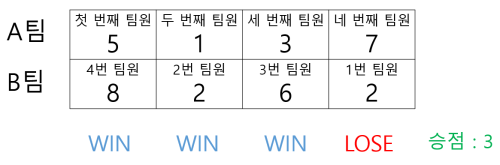 A팀 첫 번째 팀원 두 번째 팀원 세 번째 팀원 네 번째 팀원
5 1 3 7
B팀 4번 팀원 2번 팀원 3번 팀원 1번 팀원
8 2 6 2
WIN WIN WIN LOSE 승점 : 3